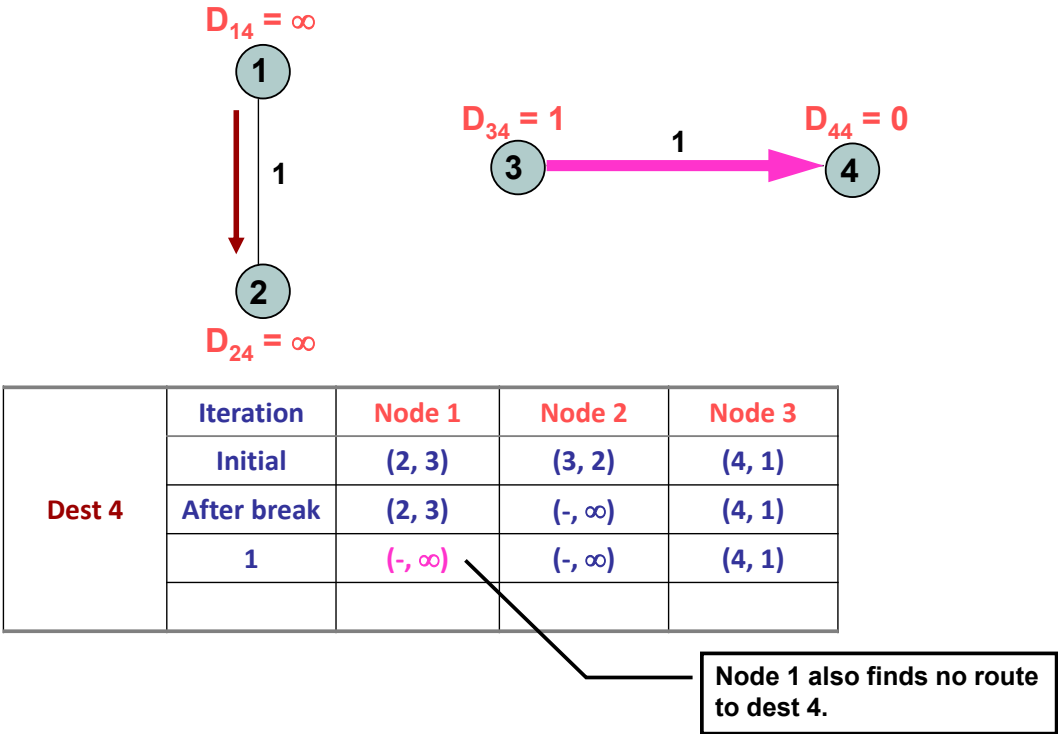 D14 = ∞
1
D34 = 1
D44 = 0
1
3
4
1
2
D24 = ∞
Iteration Node 1 Node 2 Node 3
Initial (2, 3) (3, 2) (4, 1)
Dest 4 After break (2, 3) (-, ∞) (4, 1)
1 (-, ∞) (-, ∞) (4, 1)
Node 1 also finds no route
to dest 4.